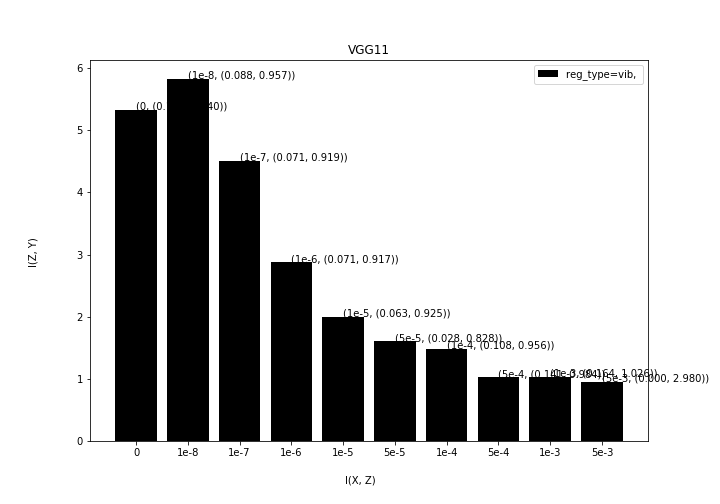 VGG11
reg_type=vib,
I(Z, Y)
6
5
4
3
2
1
0
(0, (0. 40))
(1e-8, (0.088, 0.957))
(1e-7, (0.071, 0.919))
(1e-6, (0.071, 0.917))
(1e-5, (0.063, 0.925))
(5e-5, (0.028, 0.828))
(1e-4, (0.108, 0.956))
(5e-4,
(1e-3, (0.164, 1.026))
(5e-3, (0.000, 2.980))
0 1e-8 1e-7 1e-6 1e-5 5e-5 1e-4 5e-4 1e-3 5e-3
I(X, Z)